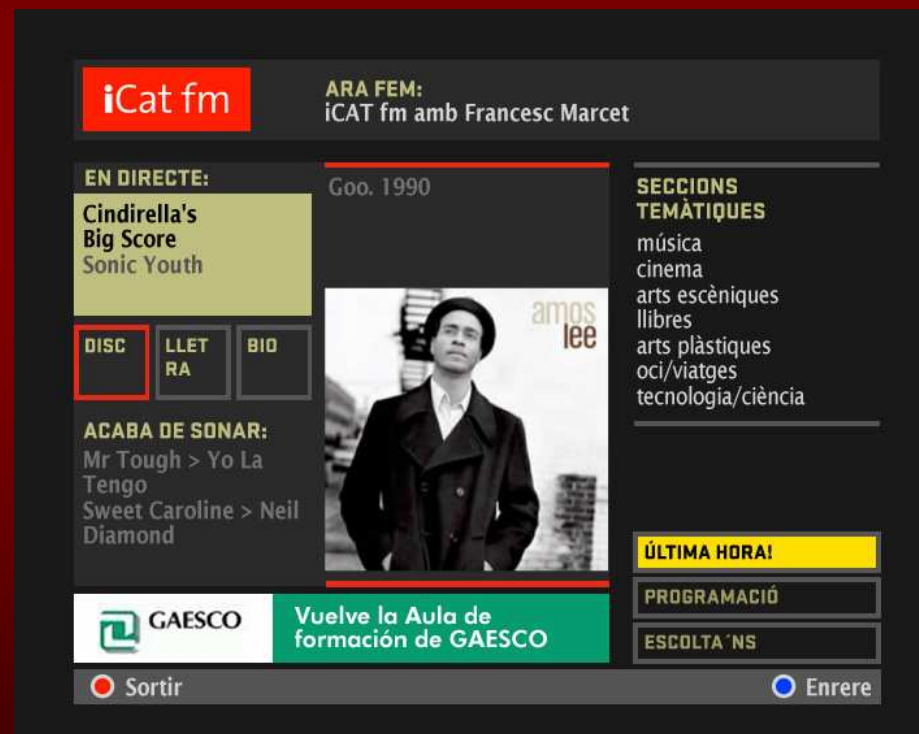 iCat fm
ARA FEM:
iCAT fm amb Francesc Marcet
EN DIRECTE:
Cindirella's
Big Score
Sonic Youth
DISC
LLET
RA
BIO
ACABA DE SONAR:
Mr Tough > Yo La
Tengo
Sweet Caroline > Neil
Diamond
Goo. 1990
amos
lee
SECCIONS
TEMÀTIQUES
música
cinema
arts escèniques
llibres
arts plàstiques
oci/viatges
tecnologia/ciència
ÚLTIMA HORA!
PROGRAMACIÓ
ESCOLTA´NS
GAESCO
Vuelve la Aula de
formación de GAESCO
Sortir
Enrere